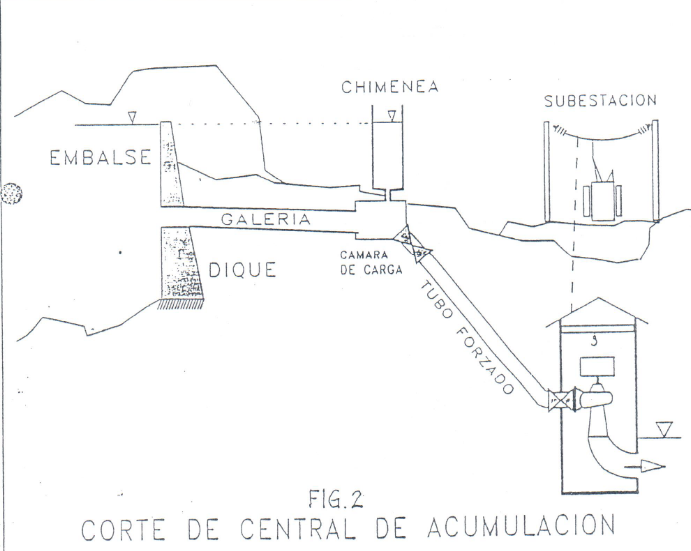 CHIMENEA
SUBESTACION
EMBALSE
GALERIA
DIQUE
CAMARA
DE CARGA
TUBO FORZADO
FIG.2
CORTE DE CENTRAL DE ACUMULACION